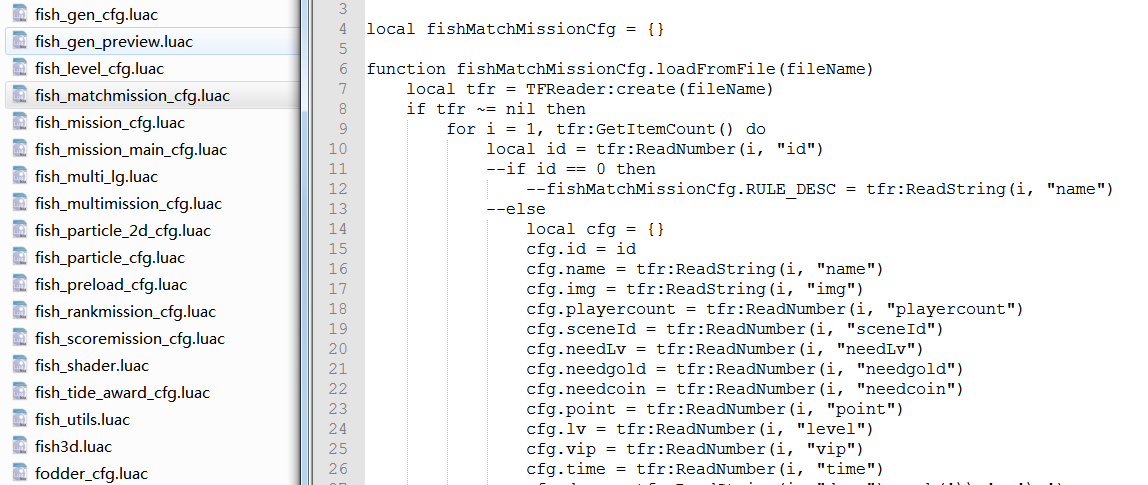 fish_gen_cfg.luac
fish_gen_preview.luac
fish_level_cfg.luac
fish_matchmission_cfg.luac
fish_mission_cfg.luac
fish_mission_main_cfg.luac
fish_multi_lg.luac
fish_multimission_cfg.luac
fish_particle_2d_cfg.luac
fish_particle_cfg.luac
fish_preload_cfg.luac
fish_rankmission_cfg.luac
fish_scoremission_cfg.luac
fish_shader.luac
fish_tide_award_cfg.luac
fish_utils.luac
fish3d.luac
fodder_cfg.luac
3
4 local fishMatchMissionCfg = {}
5
6 function fishMatchMissionCfg.loadFromFile(fileName)
7 local tfr = TFReader:create(fileName)
8 if tfr ~= nil then
9 for i = 1, tfr:GetItemCount() do
10 local id = tfr:ReadNumber(i, "id")
11 --if id == 0 then
12 --fishMatchMissionCfg.RULE_DESC = tfr:ReadString(i, "name")
13 --else
14 local cfg = {}
15 cfg.id = id
16 cfg.name = tfr:ReadString(i, "name")
17 cfg.img = tfr:ReadString(i, "img")
18 cfg.playercount = tfr:ReadNumber(i, "playercount")
19 cfg.sceneId = tfr:ReadNumber(i, "sceneId")
20 cfg.needLv = tfr:ReadNumber(i, "needLv")
21 cfg.needgold = tfr:ReadNumber(i, "needgold")
22 cfg.needcoin = tfr:ReadNumber(i, "needcoin")
23 cfg.point = tfr:ReadNumber(i, "point")
24 cfg.lv = tfr:ReadNumber(i, "level")
25 cfg.vip = tfr:ReadNumber(i, "vip")
26 cfg.time = tfr:ReadNumber(i, "time")